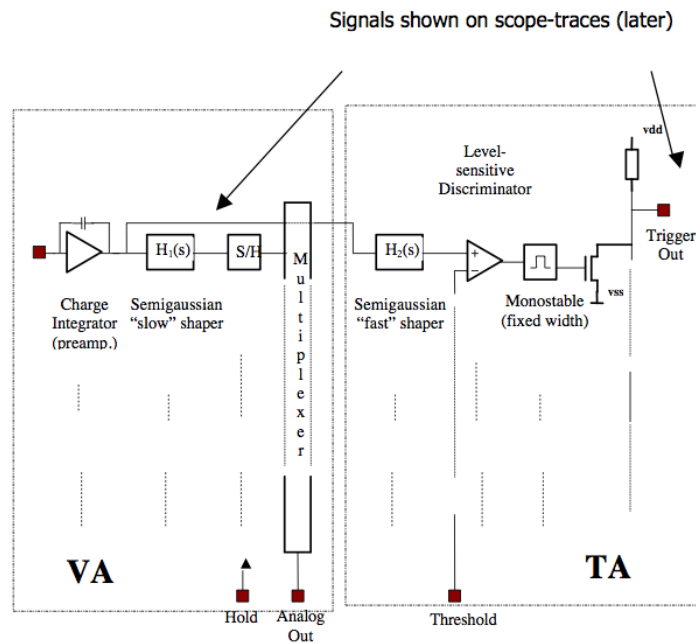 Signals shown on scope-traces (later)
vdd
Level-
sensitive
Discriminator
H₁(s)
S/H
M
u
l
t
i
p
l
e
x
e
r
H₂(s)
+
−
Trigger
Out
Charge
Integrator
(preamp.)
Semigaussian
“slow” shaper
Semigaussian
“fast” shaper
Monostable
(fixed width)
vss
VA
TA
Hold
Analog
Out
Threshold